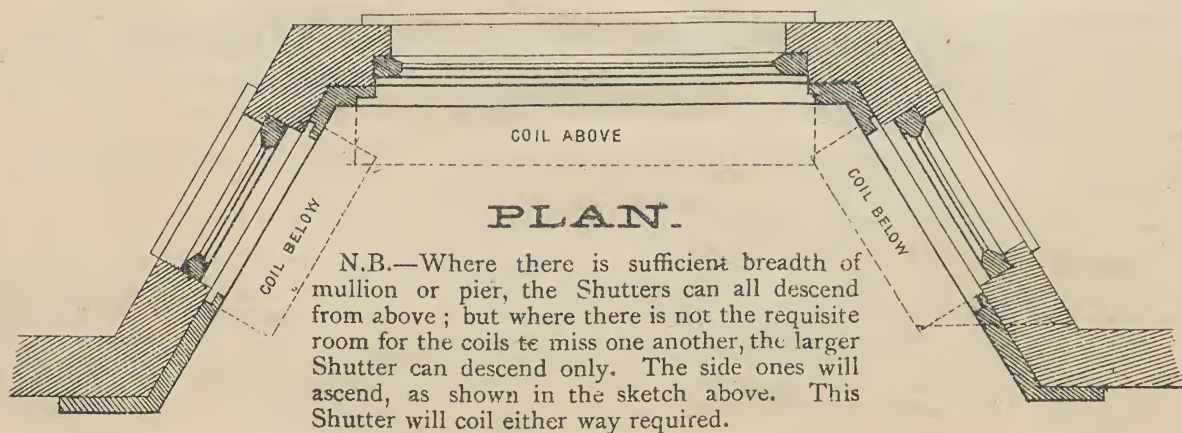 COIL ABOVE
COIL BELOW
COIL BELOW
PLAN.
N.B.—Where there is sufficient breadth of
mullion or pier, the Shutters can all descend
from above ; but where there is not the requisite
room for the coils te miss one another, the larger
Shutter can descend only. The side ones will
ascend, as shown in the sketch above. This
Shutter will coil either way required.